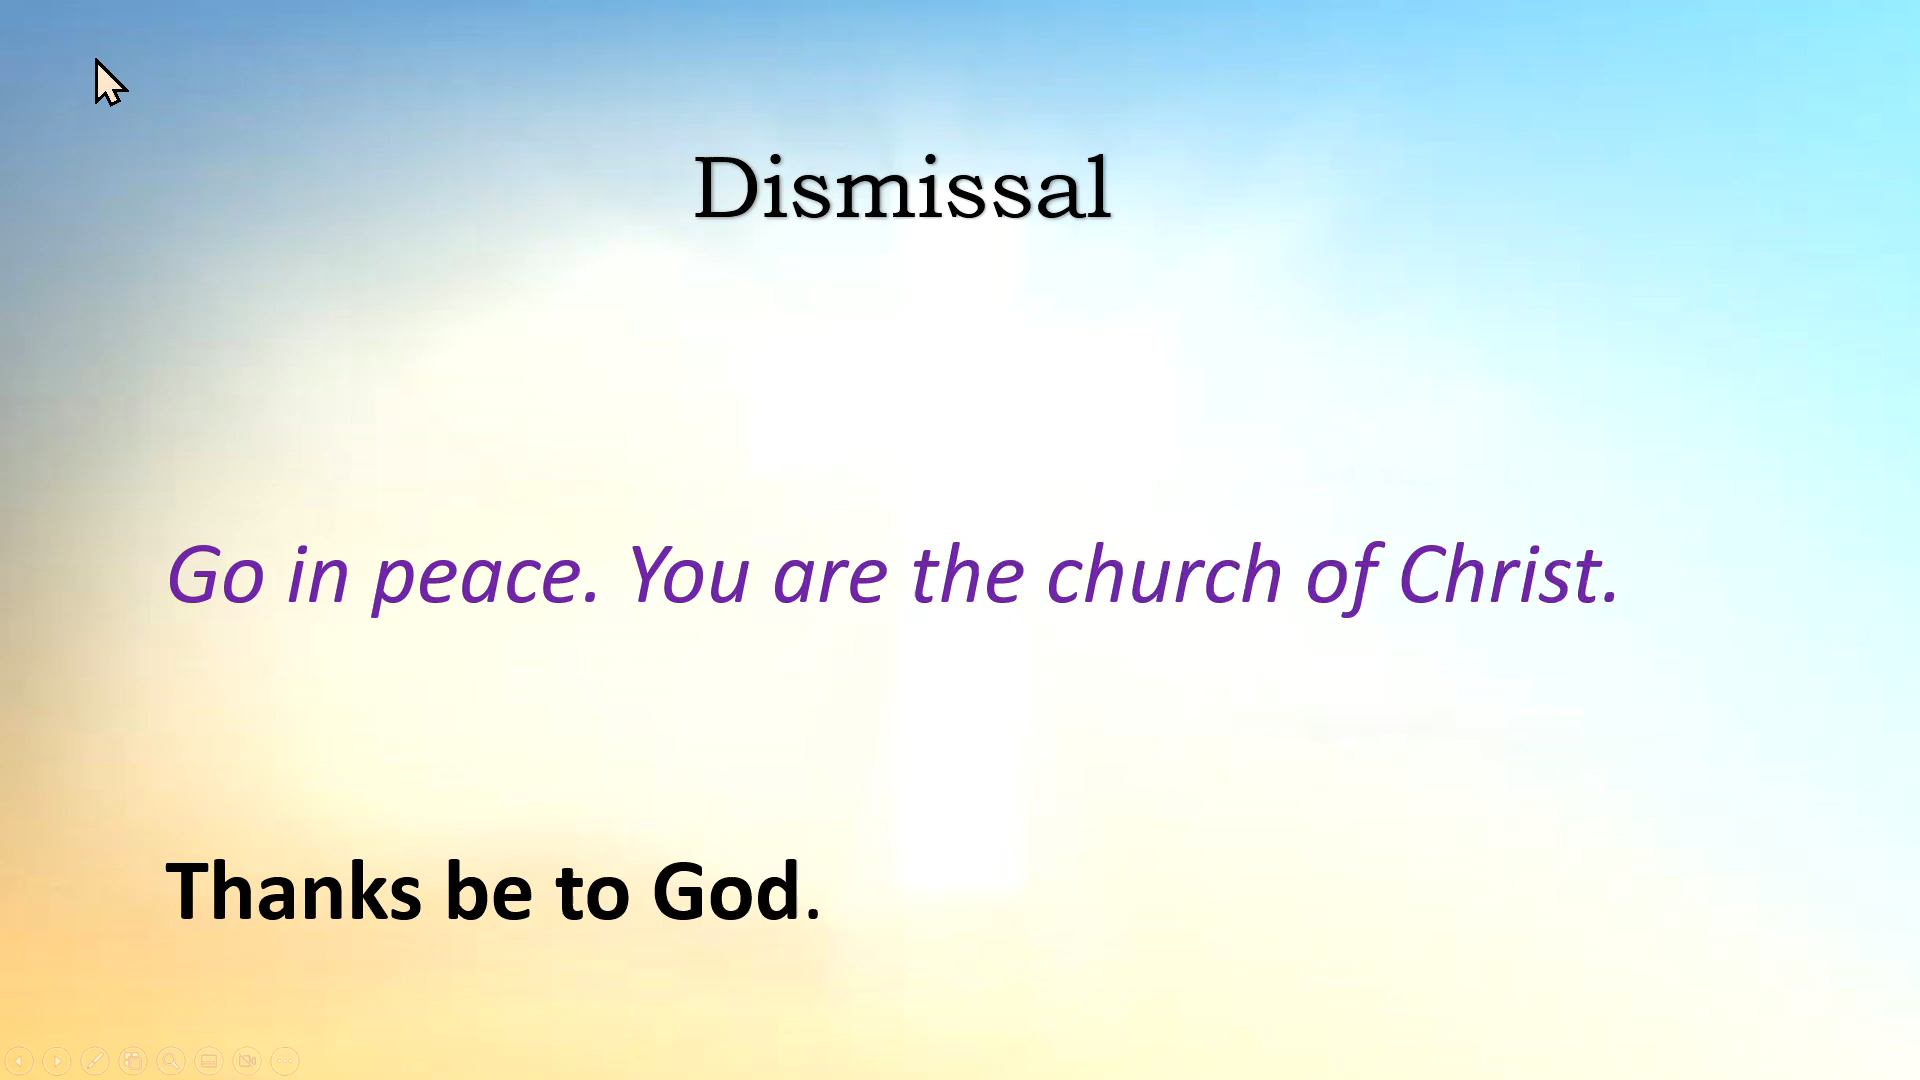 Dismissal
Go in peace. You are the church of Christ.
Thanks be to God.